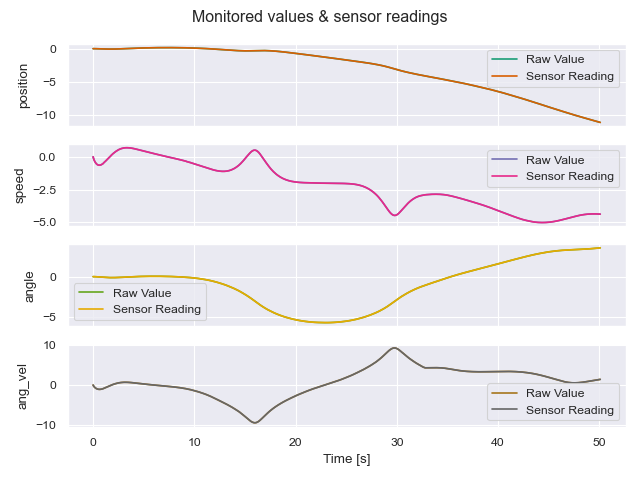 Monitored values & sensor readings
0
−5
−10
position
Raw Value
Sensor Reading
0.0
−2.5
−5.0
speed
Raw Value
Sensor Reading
0
−5
angle
Raw Value
Sensor Reading
10
0
−10
ang_vel
Raw Value
Sensor Reading
0 10 20 30 40 50
Time [s]